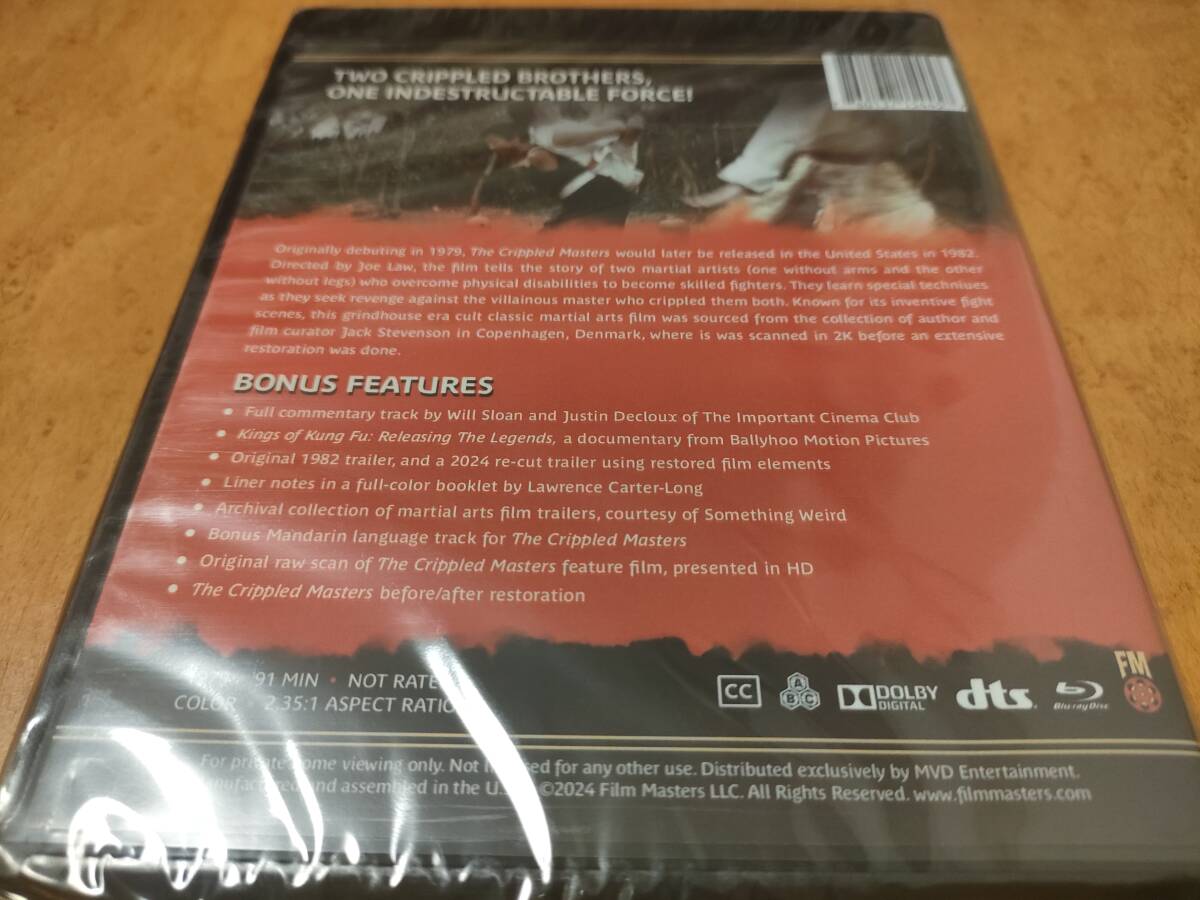 TWO CRIPPLED BROTHERS,
ONE INDESTRUCTABLE FORCE!
Originally debuting in 1979, The Crippled Masters would later be released in the United States in 1982.
Directed by Joe Law, the film tells the story of two martial artists (one without arms and the other
without legs) who overcome physical disabilities to become skilled fighters. They learn special techniues
as they seek revenge against the villainous master who crippled them both. Known for its inventive fight
scenes, this grindhouse era cult classic martial arts film was sourced from the collection of author and
film curator Jack Stevenson in Copenhagen, Denmark, where is was scanned in 2K before an extensive
restoration was done.
BONUS FEATURES
• Full commentary track by Will Sloan and Justin Decloux of The Important Cinema Club
• Kings of Kung Fu: Releasing The Legends, a documentary from Ballyhoo Motion Pictures
• Original 1982 trailer, and a 2024 re-cut trailer using restored film elements
• Liner notes in a full-color booklet by Lawrence Carter-Long
• Archival collection of martial arts film trailers, courtesy of Something Weird
• Bonus Mandarin language track for The Crippled Masters
• Original raw scan of The Crippled Masters feature film, presented in HD
• The Crippled Masters before/after restoration
91 MIN • NOT RATE
COLOR • 2.35:1 ASPECT RATIO
CC
A B C
DOLBY
DIGITAL
dts
Blu-ray Disc
FM
For private home viewing only. Not sed for any other use. Distributed exclusively by MVD Entertainment.
and assembled in the U.S. ©2024 Film Masters LLC. All Rights Reserved. www.filmmasters.com